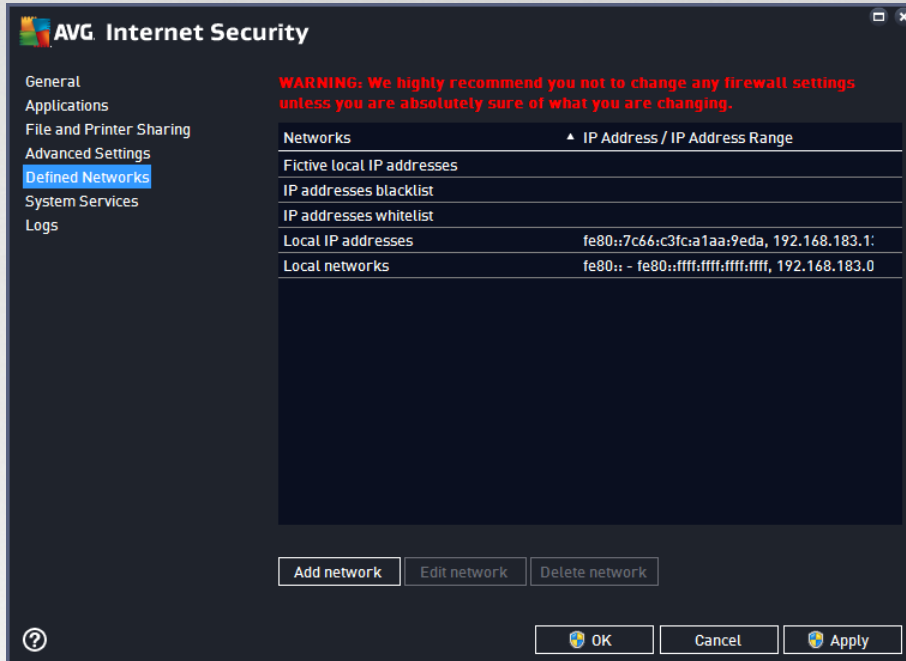 AVG Internet Security
General
Applications
File and Printer Sharing
Advanced Settings
Defined Networks
System Services
Logs
WARNING: We highly recommend you not to change any firewall settings
unless you are absolutely sure of what you are changing.
Networks IP Address / IP Address Range
Fictive local IP addresses
IP addresses blacklist
IP addresses whitelist
Local IP addresses fe80::7c66:c3fc:a1aa:9eda,
Local networks fe80:: - fe80::ffff:ffff:ffff:ffff, 192.168.183.0
Add network Edit network Delete network
OK Cancel Apply